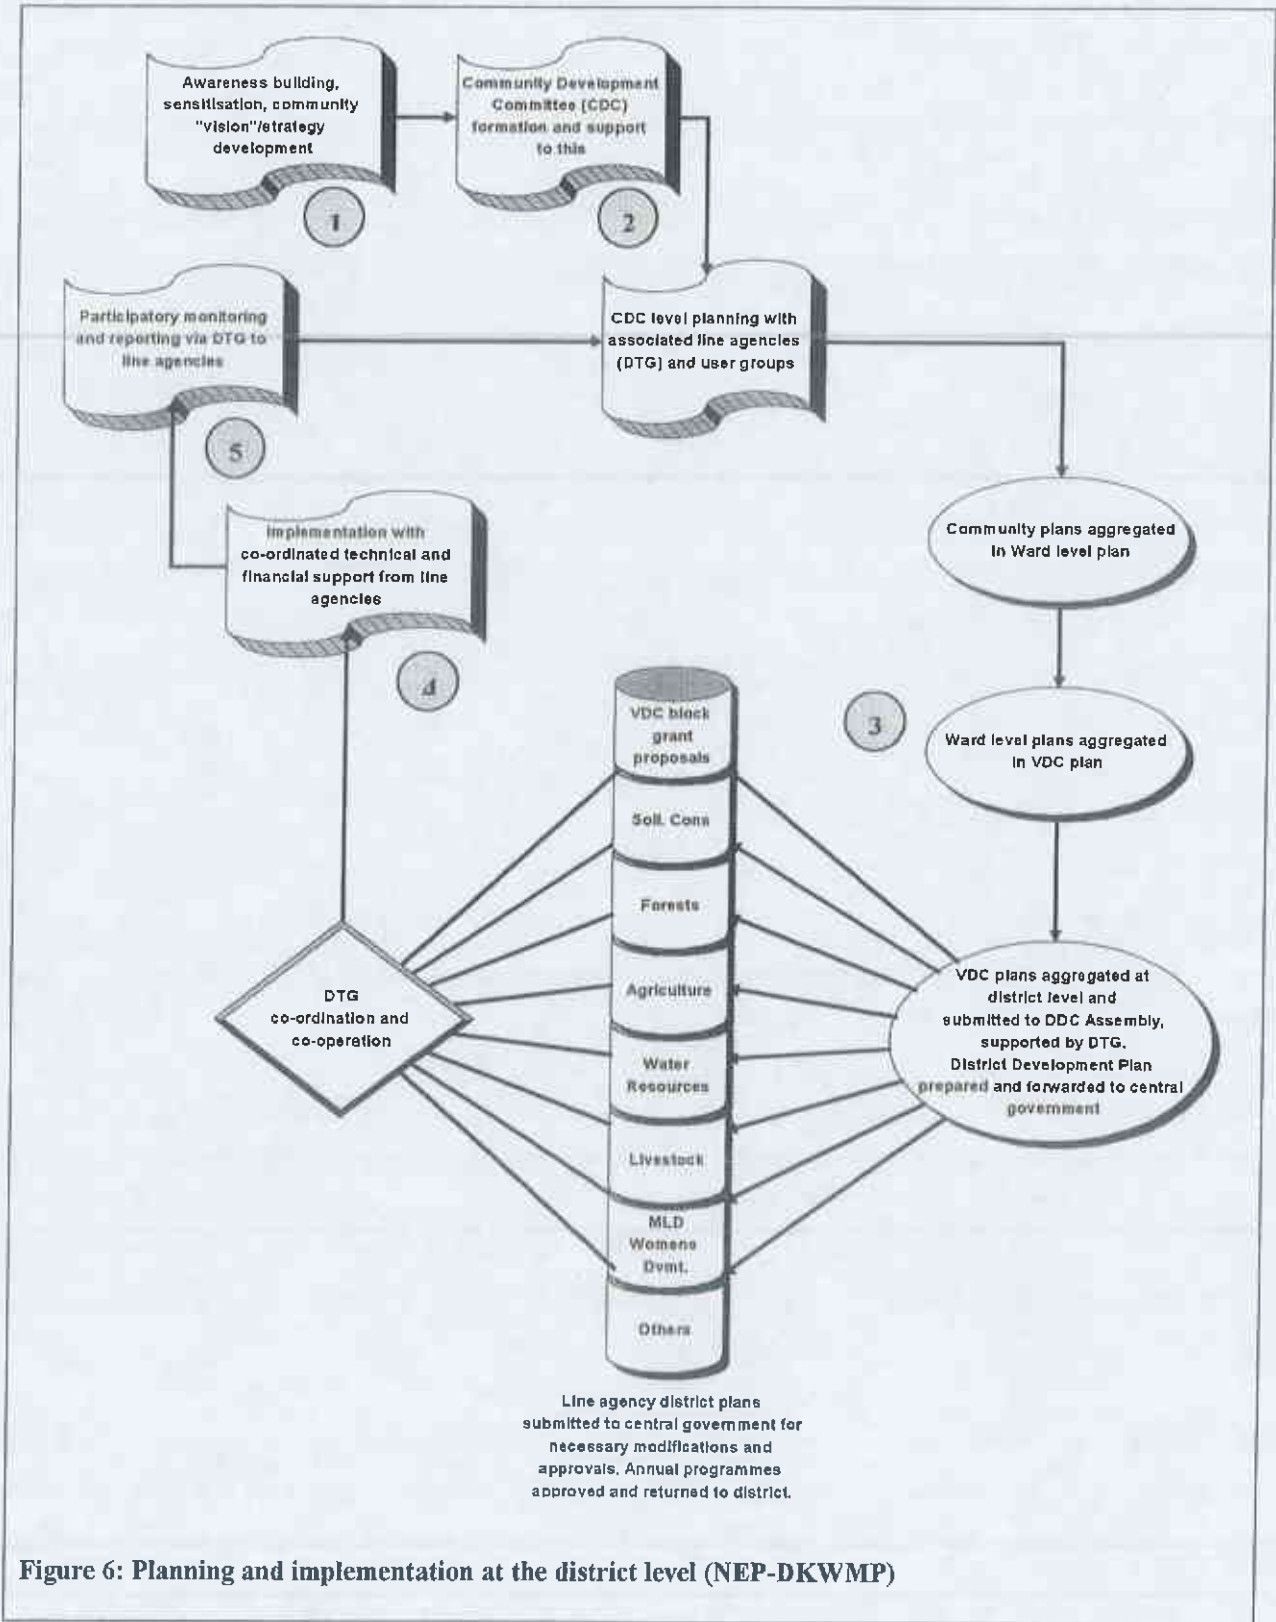 Awareness building,
sensitisation, community
"vision"/strategy
development
1
Community Development
Committee (CDC)
formation and support
to this
2
Participatory monitoring
and reporting via DTG to
line agencies
5
CDC level planning with
associated line agencies
(DTG) and user groups
Implementation with
co-ordinated technical and
financial support from line
agencies
4
Community plans aggregated
in Ward level plan
3
Ward level plans aggregated
in VDC plan
VDC block
grant
proposals
Soil. Cons
Forests
Agriculture
Water
Resources
Livestock
MLD
Womens
Dvmt.
Others
DTG
co-ordination and
co-operation
VDC plans aggregated at
district level and
submitted to DDC Assembly,
supported by DTG.
District Development Plan
prepared and forwarded to central
government
Line agency district plans
submitted to central government for
necessary modifications and
approvals. Annual programmes
approved and returned to district.
Figure 6: Planning and implementation at the district level (NEP-DKWMP)